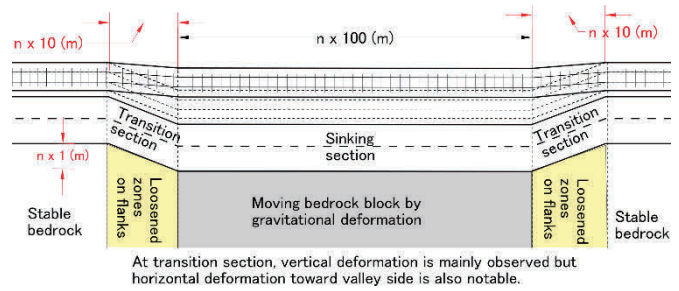 n x 10 (m)
n x 100 (m)
n x 10 (m)
Transition
section
Sinking
section
Transition
section
n x 1 (m)
Stable
bedrock
Loosened
zones
on flanks
Moving bedrock block by
gravitational deformation
Loosened
zones
on flanks
Stable
bedrock
At transition section, vertical deformation is mainly observed but
horizontal deformation toward valley side is also notable.